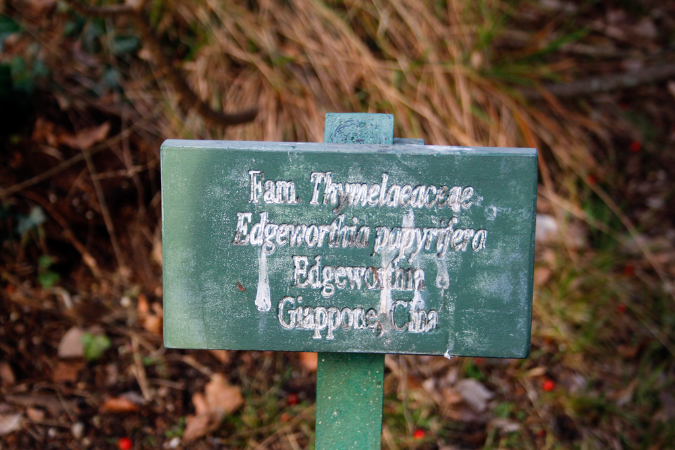 Fam. Thymelaeaceae
Edgeworthia papyrifera
Edgeworthia
Giappone, Cina